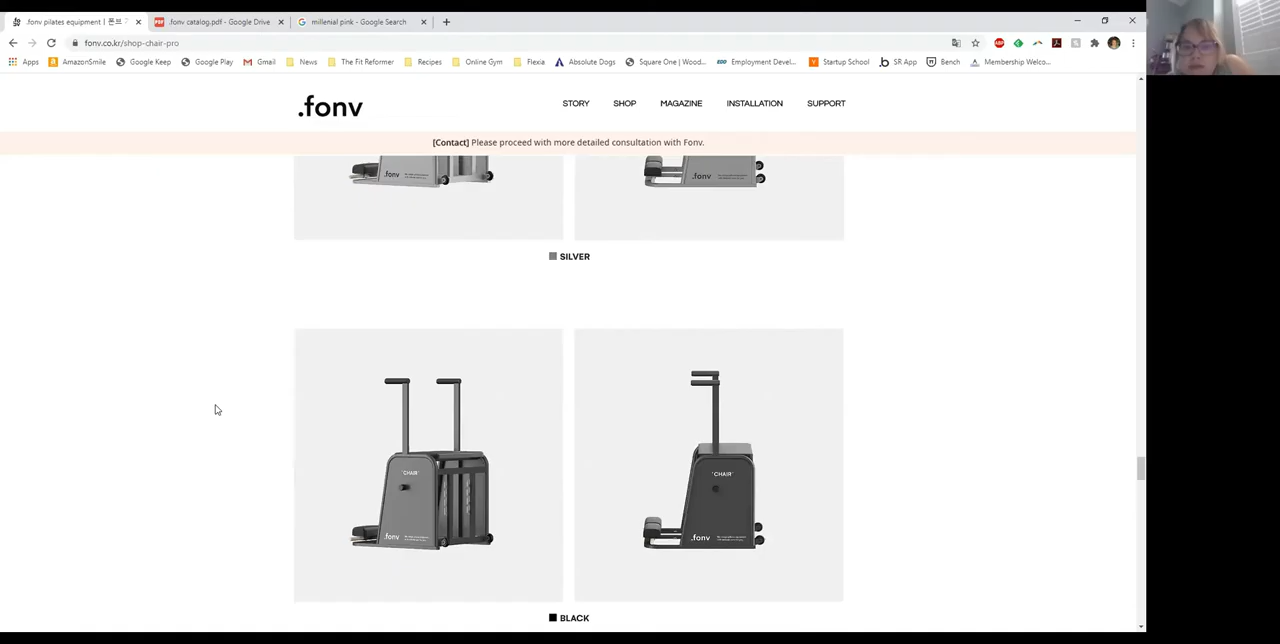 .fonv pilates equipment | 폰브
.fonv catalog.pdf - Google Drive
millenial pink - Google Search
fonv.co.kr/shop-chair-pro
Apps
AmazonSmile
Google Keep
Google Play
Gmail
News
The Fit Reformer
Recipes
Online Gym
Flexia
Absolute Dogs
Square One | Wood...
Employment Devel...
Startup School
SR App
Bench
Membership Welco...
.fonv
STORY
SHOP
MAGAZINE
INSTALLATION
SUPPORT
[Contact] Please proceed with more detailed consultation with Fonv.
.fonv
.fonv
SILVER
"CHAIR"
"CHAIR"
.fonv
.fonv
BLACK